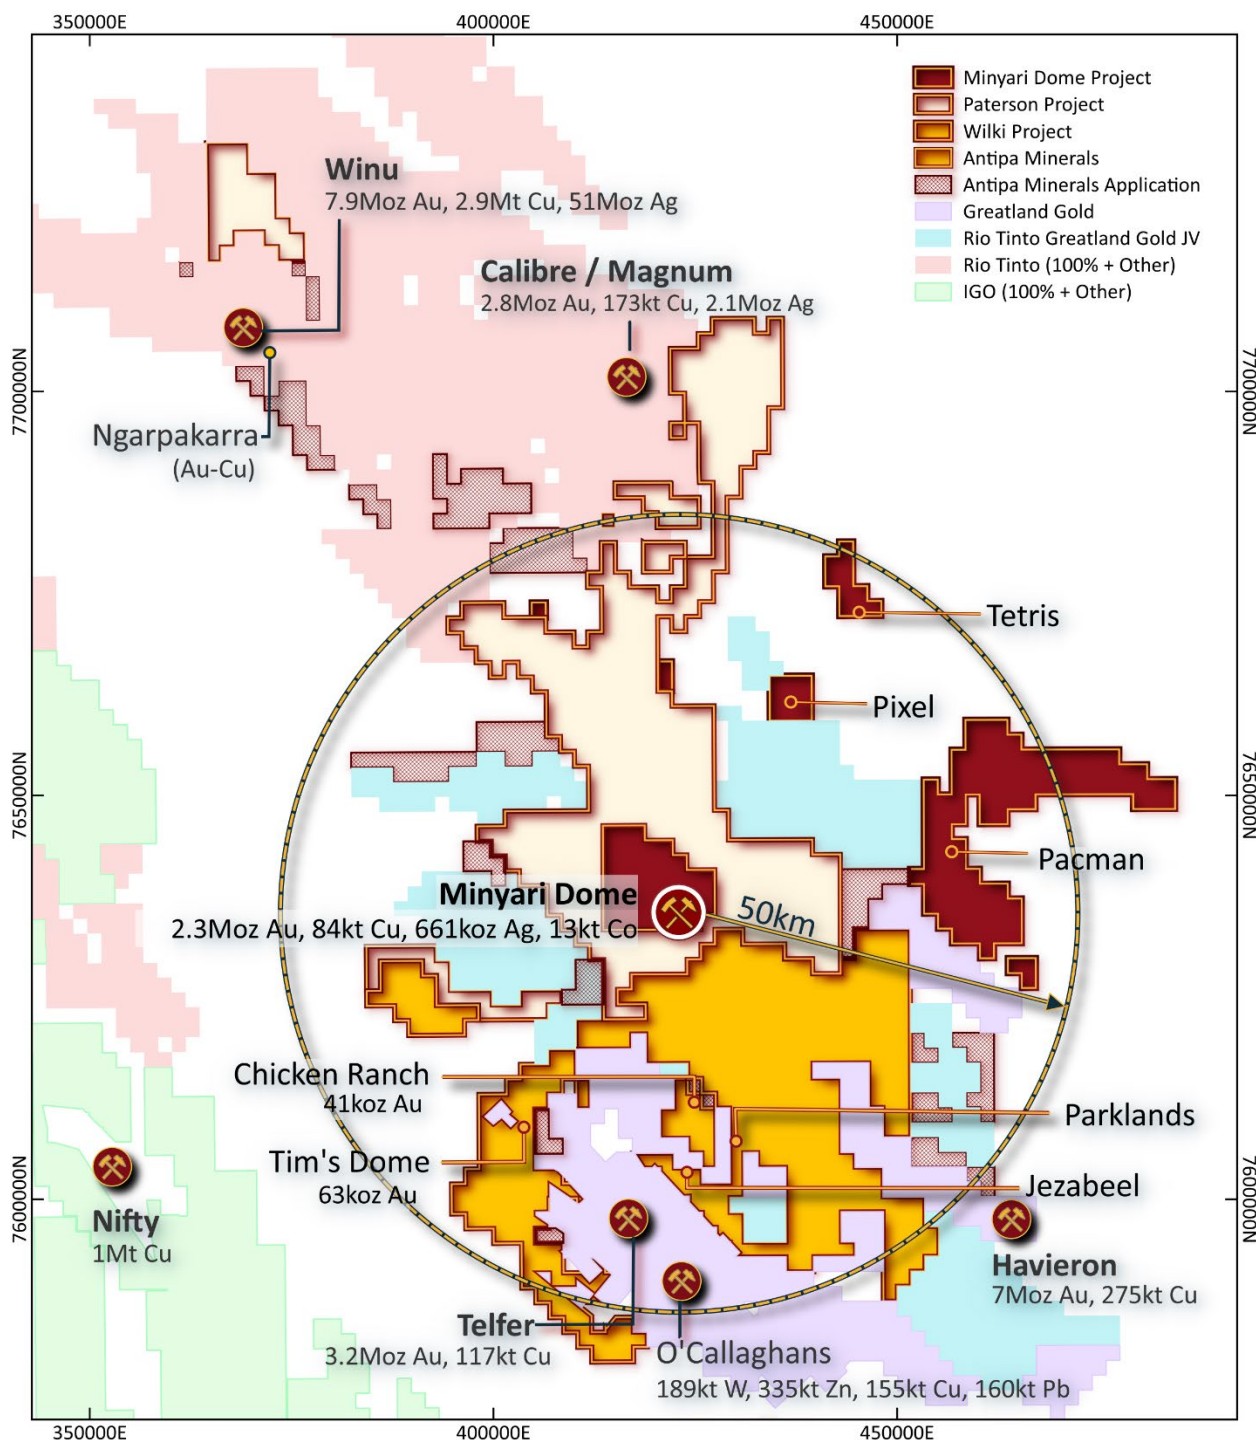 350000E
400000E
450000E
Minyari Dome Project
Paterson Project
Wilki Project
Antipa Minerals
Antipa Minerals Application
Greatland Gold
Rio Tinto Greatland Gold JV
Rio Tinto (100% + Other)
IGO (100% + Other)
Winu
7.9Moz Au, 2.9Mt Cu, 51Moz Ag
Calibre / Magnum
2.8Moz Au, 173kt Cu, 2.1Moz Ag
7700000N
7700000N
Ngarpakarra
(Au-Cu)
Tetris
Pixel
7650000N
7650000N
Pacman
Minyari Dome
2.3Moz Au, 84kt Cu, 661koz Ag, 13kt Co
50km
Chicken Ranch
41koz Au
Parklands
Tim's Dome
63koz Au
Jezabeel
7600000N
7600000N
Nifty
1Mt Cu
Havieron
7Moz Au, 275kt Cu
Telfer
3.2Moz Au, 117kt Cu
O'Callaghans
189kt W, 335kt Zn, 155kt Cu, 160kt Pb
350000E
400000E
450000E